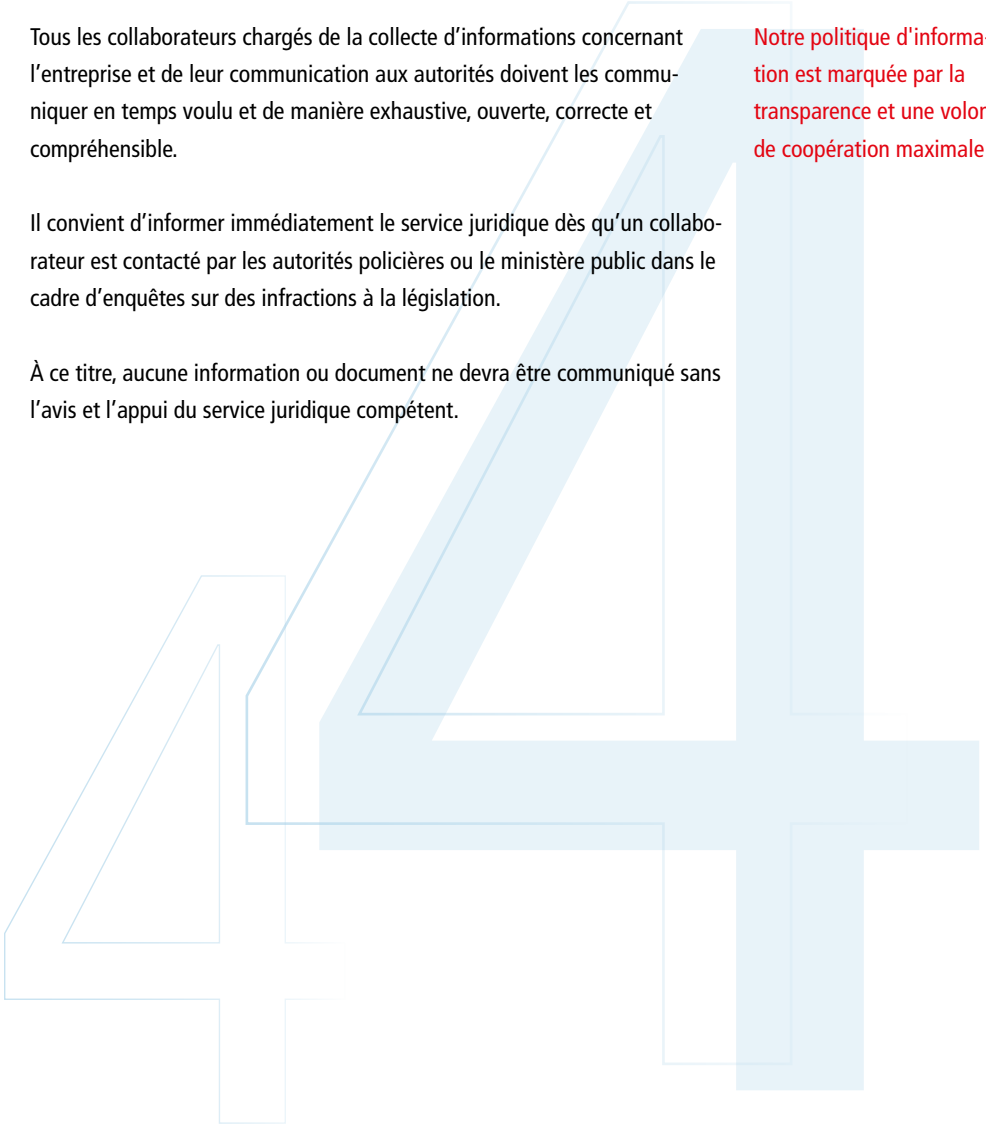 Tous les collaborateurs chargés de la collecte d’informations concernant
l’entreprise et de leur communication aux autorités doivent les commu-
niquer en temps voulu et de manière exhaustive, ouverte, correcte et
compréhensible.
Il convient d’informer immédiatement le service juridique dès qu’un collabo-
rateur est contacté par les autorités policières ou le ministère public dans le
cadre d’enquêtes sur des infractions à la législation.
À ce titre, aucune information ou document ne devra être communiqué sans
l’avis et l’appui du service juridique compétent.
Notre politique d'informa-
tion est marquée par la
transparence et une
de coopération maximale
4
4
4